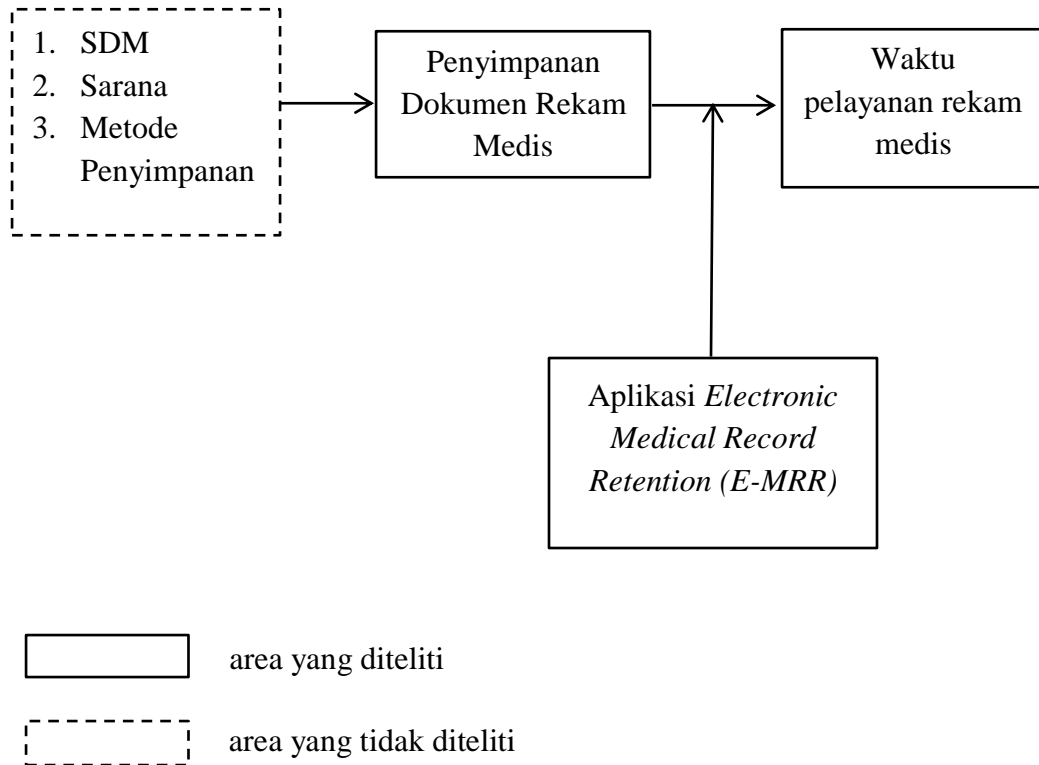 1. SDM
2. Sarana
3. Metode
Penyimpanan
Penyimpanan
Dokumen Rekam
Medis
Waktu
pelayanan rekam
medis
Aplikasi Electronic
Medical Record
Retention (E-MRR)
area yang diteliti
area yang tidak diteliti